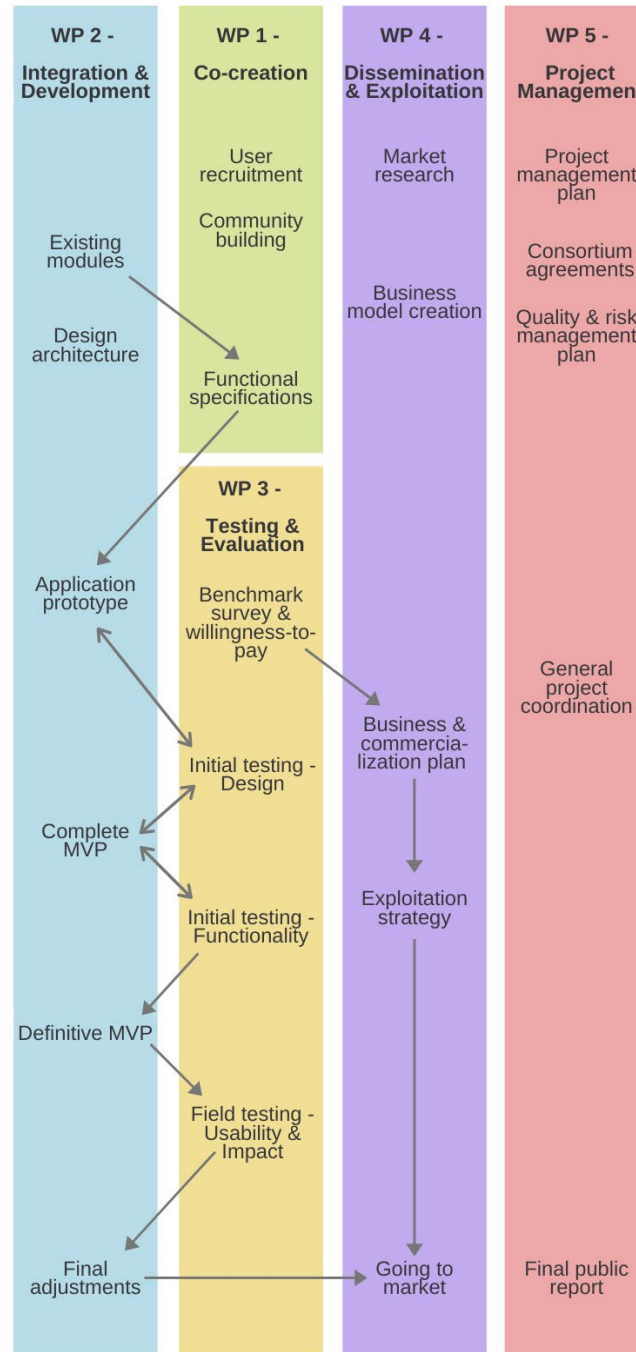 WP 2 -
Integration &
Development
Existing
modules
Design
architecture
Application
prototype
Complete
MVP
Definitive MVP
Final
adjustments
WP 1 -
Co-creation
User
recruitment
Community
building
Functional
specifications
WP 3 -
Testing &
Evaluation
Benchmark
survey &
willingness-to-
pay
Initial testing -
Design
Initial testing -
Functionality
Field testing -
Usability &
Impact
WP 4 -
Dissemination
& Exploitation
Market
research
Business
model creation
Business &
commercia-
lization plan
Exploitation
strategy
Going to
market
WP 5 -
Project
Management
Project
management
plan
Consortium
agreements
Quality & risk
management
plan
General
project
coordination
Final public
report